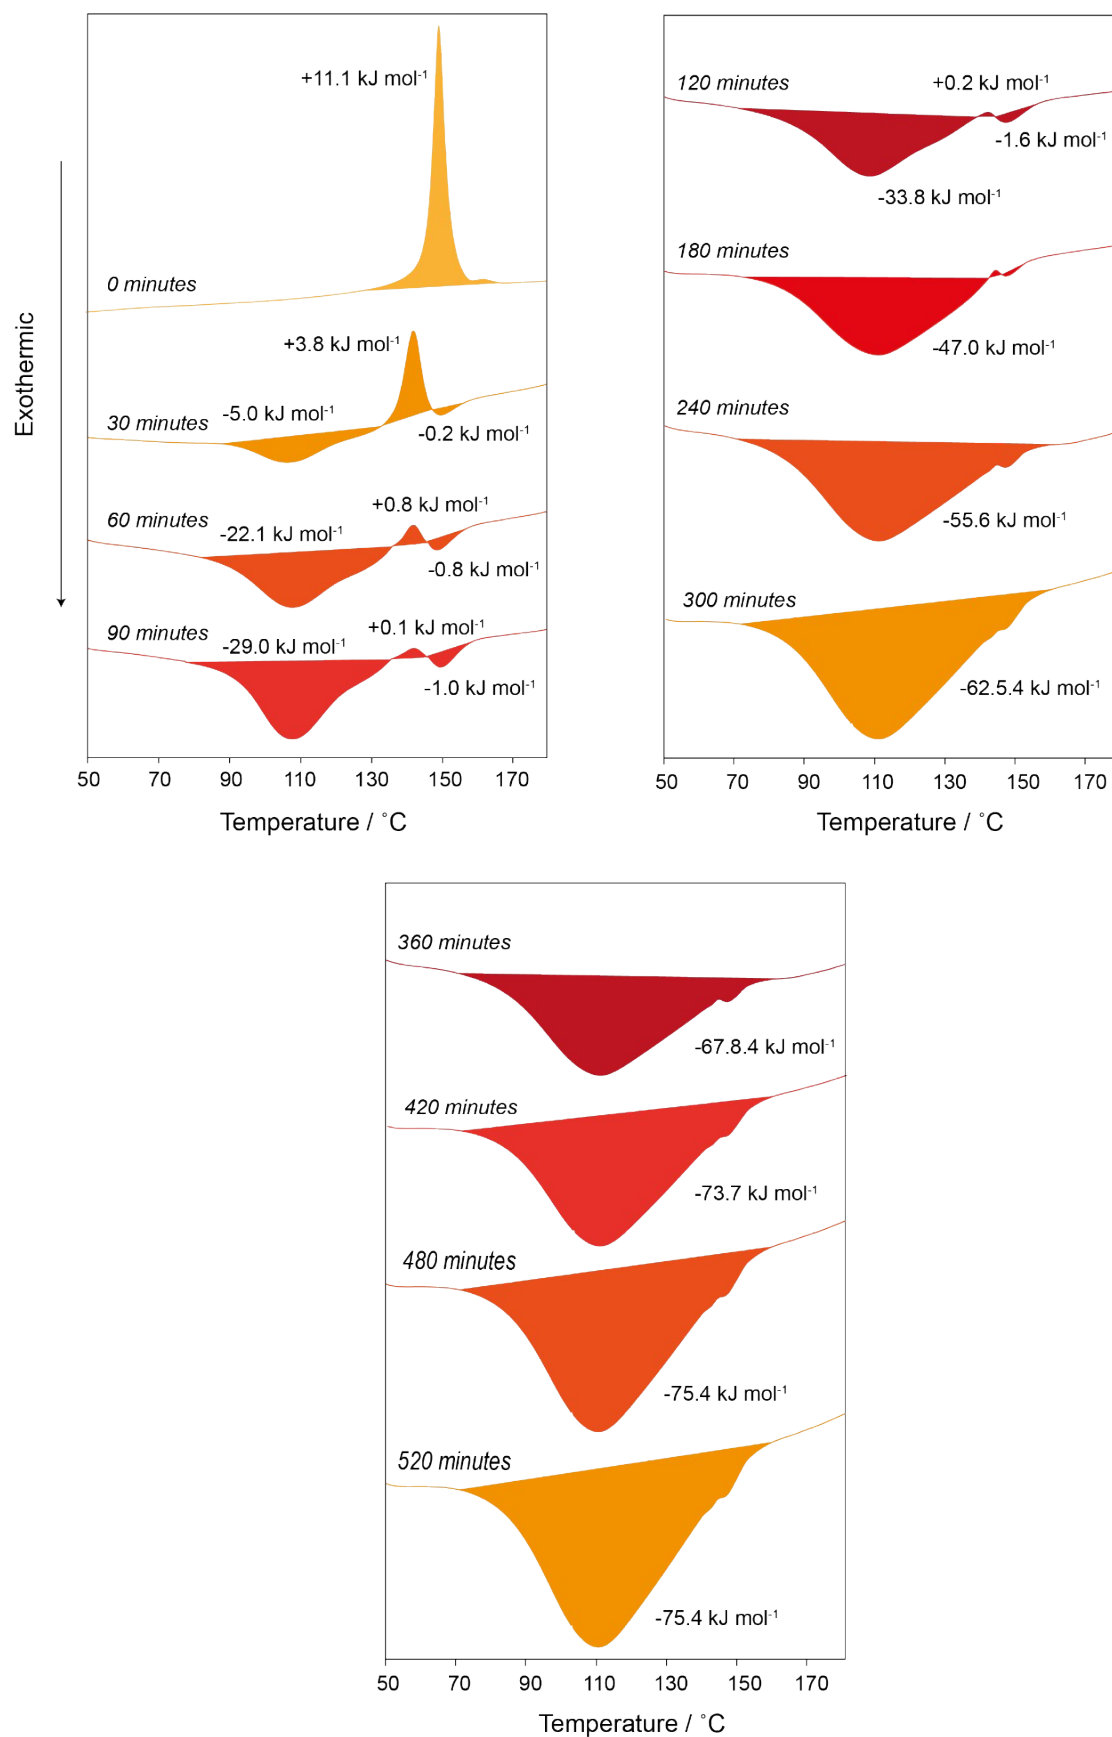 Exothermic
+11.1 kJ mol⁻¹
0 minutes
+3.8 kJ mol⁻¹
-5.0 kJ mol⁻¹
30 minutes
-0.2 kJ mol⁻¹
+0.8 kJ mol⁻¹
60 minutes
-22.1 kJ mol⁻¹
-0.8 kJ mol⁻¹
90 minutes
+0.1 kJ mol⁻¹
-29.0 kJ mol⁻¹
-1.0 kJ mol⁻¹
50 70 90 110 130 150 170
Temperature / ˚C
120 minutes
+0.2 kJ mol⁻¹
-1.6 kJ mol⁻¹
-33.8 kJ mol⁻¹
180 minutes
-47.0 kJ mol⁻¹
240 minutes
-55.6 kJ mol⁻¹
300 minutes
-62.5.4 kJ mol⁻¹
50 70 90 110 130 150 170
Temperature / ˚C
360 minutes
-67.8.4 kJ mol⁻¹
420 minutes
-73.7 kJ mol⁻¹
480 minutes
-75.4 kJ mol⁻¹
520 minutes
-75.4 kJ mol⁻¹
50 70 90 110 130 150 170
Temperature / ˚C